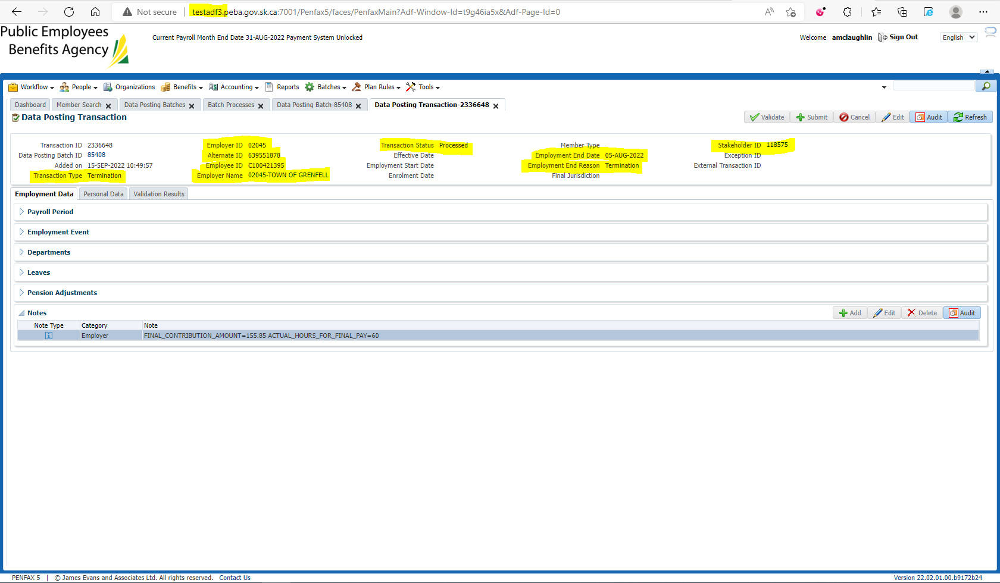 Not secure | testadf3.peba.gov.sk.ca:7001/Penfax5/faces/PenfaxMain?Adf-Window-Id=t9g46ia5x&Adf-Page-Id=0
Public Employees
Benefits Agency
Current Payroll Month End Date 31-AUG-2022 Payment System Unlocked
Welcome amclaughlin Sign Out English
Workflow People Organizations Benefits Accounting Reports Batches Plan Rules Tools
Dashboard Member Search Data Posting Batches Batch Processes Data Posting Batch-85408 Data Posting Transaction-2336648
Data Posting Transaction
Validate Submit Cancel Edit Audit Refresh
Transaction ID 2336648 Employer ID 02045 Transaction Status Processed Member Type Stakeholder ID 118575
Data Posting Batch ID 85408 Alternate ID 639551878 Effective Date Employment End Date 05-AUG-2022 Exception ID
Added on 15-SEP-2022 10:49:57 Employee ID C100421395 Employment Start Date Employment End Reason Termination External Transaction ID
Transaction Type Termination Employer Name 02045-TOWN OF GRENFELL Enrolment Date Final Jurisdiction
Employment Data Personal Data Validation Results
Payroll Period
Employment Event
Departments
Leaves
Pension Adjustments
Notes Add Edit Delete Audit
Note Type Category Note
Employer FINAL_CONTRIBUTION_AMOUNT=155.85 ACTUAL_HOURS_FOR_FINAL_PAY=60
PENFAX 5 | © James Evans and Associates Ltd. All rights reserved. Contact Us Version 22.02.01.00.b9172b24